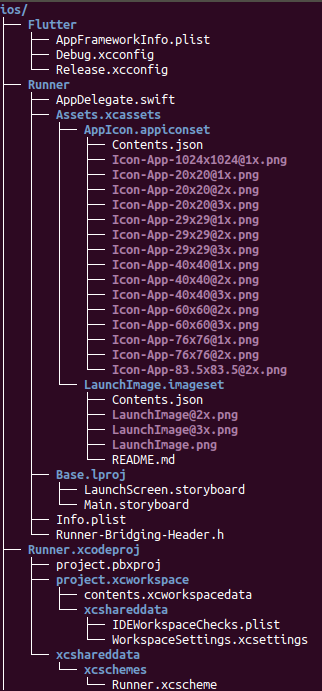 ios/
Flutter
AppFrameworkInfo.plist
Debug.xcconfig
Release.xcconfig
Runner
AppDelegate.swift
Assets.xcassets
AppIcon.appiconset
Contents.json
Icon-App-1024x1024@1x.png
Icon-App-20x20@1x.png
Icon-App-20x20@2x.png
Icon-App-20x20@3x.png
Icon-App-29x29@1x.png
Icon-App-29x29@2x.png
Icon-App-29x29@3x.png
Icon-App-40x40@1x.png
Icon-App-40x40@2x.png
Icon-App-40x40@3x.png
Icon-App-60x60@2x.png
Icon-App-60x60@3x.png
Icon-App-76x76@1x.png
Icon-App-76x76@2x.png
Icon-App-83.5x83.5@2x.png
LaunchImage.imageset
Contents.json
LaunchImage@2x.png
LaunchImage@3x.png
LaunchImage.png
README.md
Base.lproj
LaunchScreen.storyboard
Main.storyboard
Info.plist
Runner-Bridging-Header.h
Runner.xcodeproj
project.pbxproj
project.xcworkspace
contents.xcworkspacedata
xcshareddata
IDEWorkspaceChecks.plist
WorkspaceSettings.xcsettings
xcshareddata
xcschemes
Runner.xcscheme